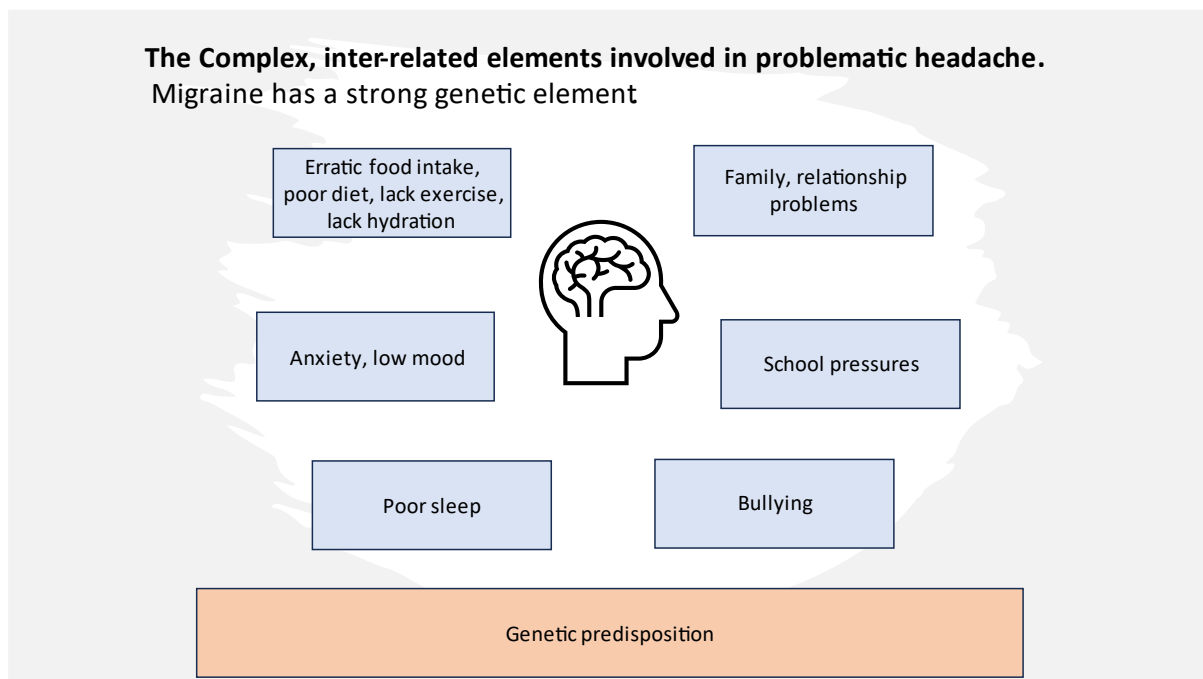 The Complex, inter-related elements involved in problematic headache.
Migraine has a strong genetic element.
Erratic food intake,
poor diet, lack exercise,
lack hydration
Family, relationship
problems
Anxiety, low mood
School pressures
Poor sleep
Bullying
Genetic predisposition